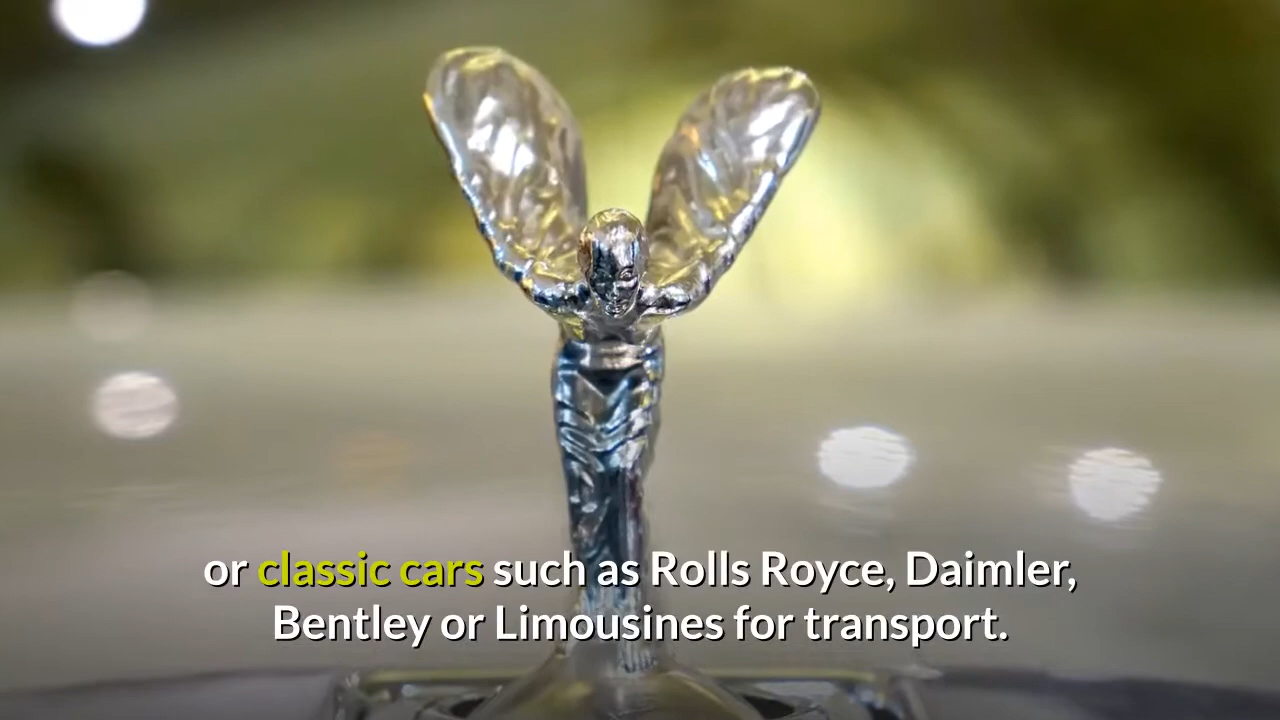 or classic cars such as Rolls Royce, Daimler,
Bentley or Limousines for transport.